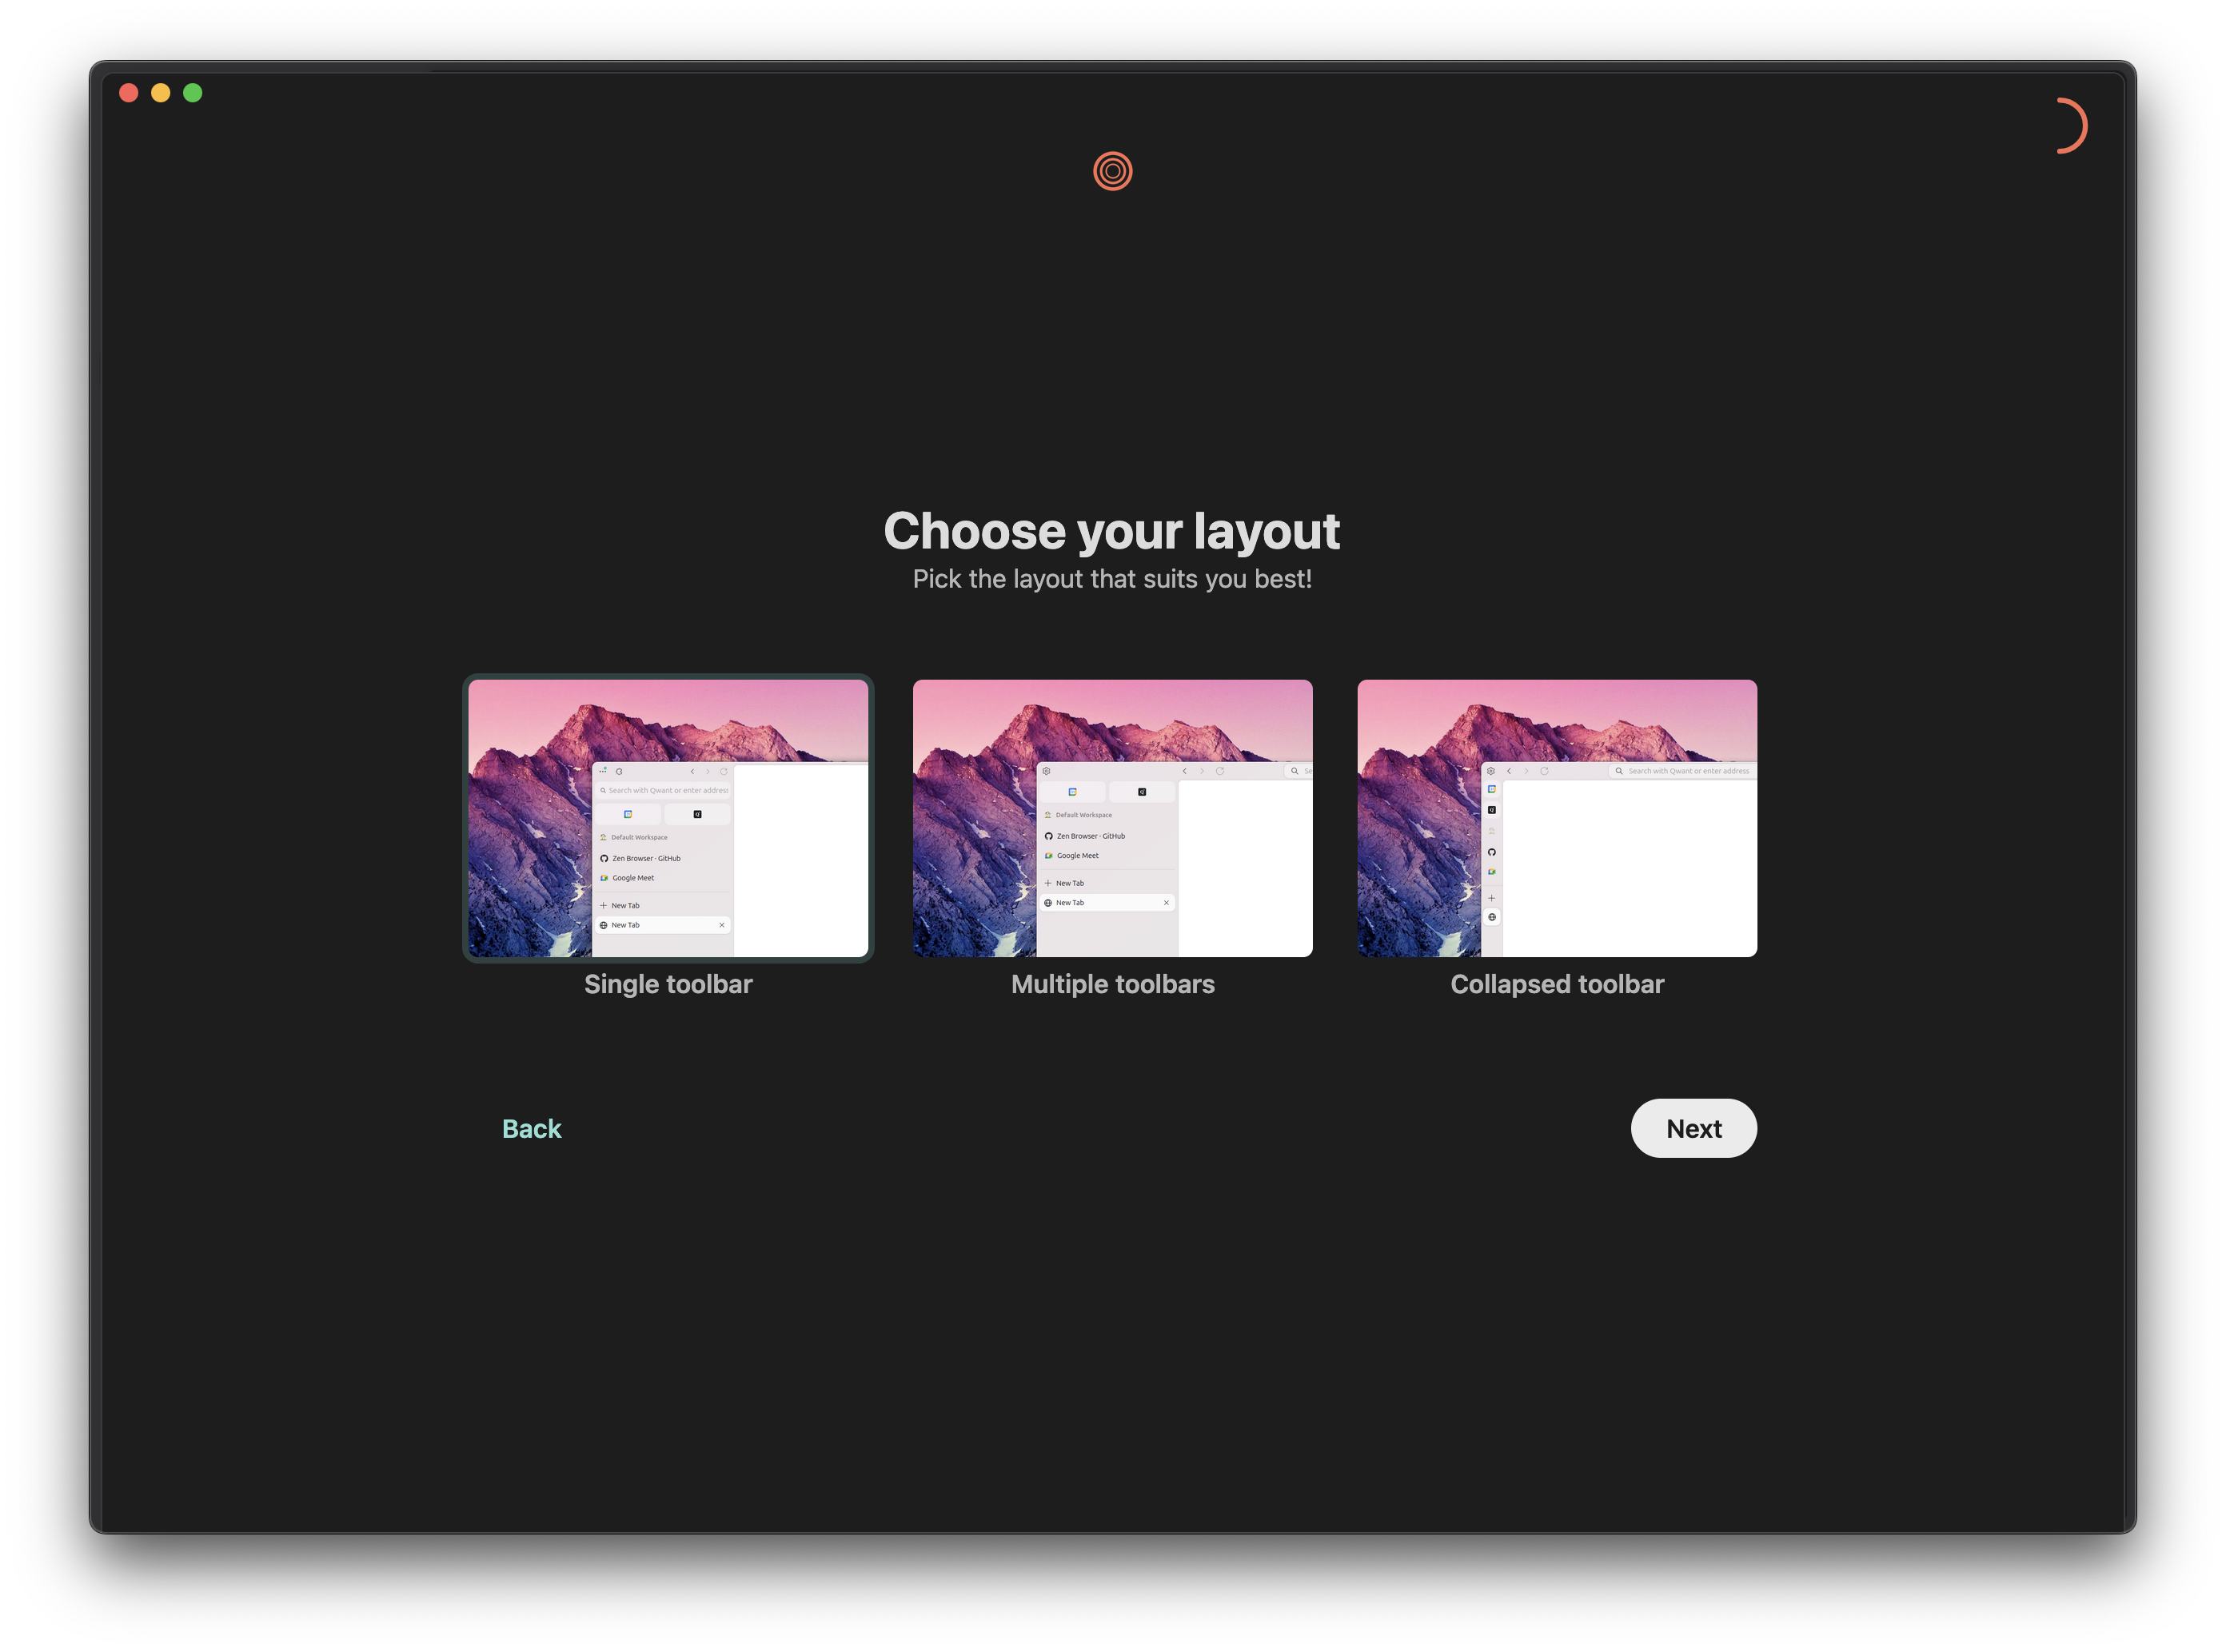 Choose your layout
Pick the layout that suits you best!
Search with Qwant or enter address
Default Workspace
Zen Browser · GitHub
Google Meet
New Tab
New Tab
Single toolbar
Se
Default Workspace
Zen Browser · GitHub
Google Meet
New Tab
New Tab
Multiple toolbars
Search with Qwant or enter address
Collapsed toolbar
Back
Next